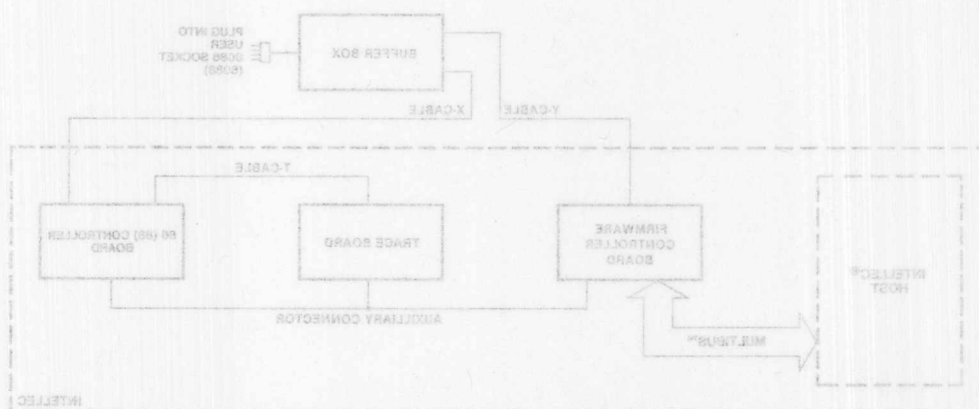 PLUG INTO
USER
8086 SOCKET
(8088)
BUFFER BOX
X-CABLE
Y-CABLE
T-CABLE
86 (88) CONTROLLER
BOARD
TRACE BOARD
FIRMWARE
CONTROLLER
BOARD
INTELLEC®
HOST
AUXILIARY CONNECTOR
MULTIBUS™
INTELLEC